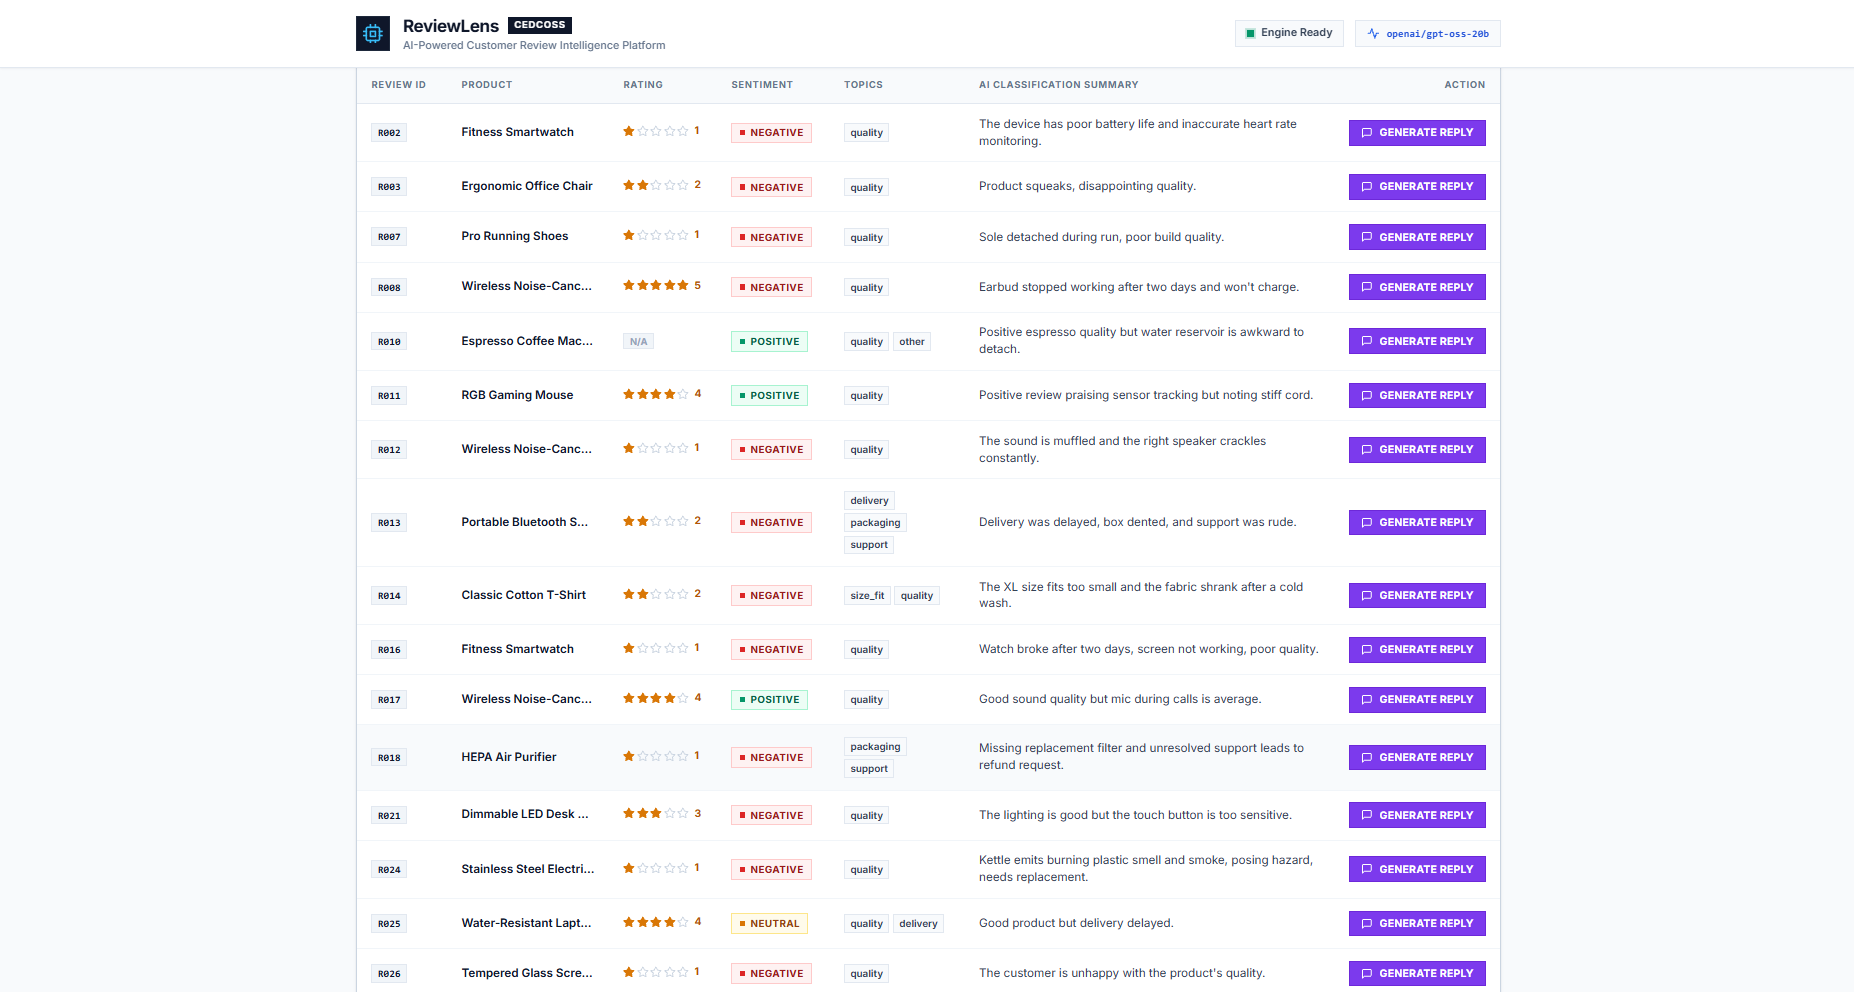 ReviewLens CEDCOSS
AI-Powered Customer Review Intelligence Platform
Engine Ready
openai/gpt-oss-20b
REVIEW ID PRODUCT RATING SENTIMENT TOPICS AI CLASSIFICATION SUMMARY ACTION
R002 Fitness Smartwatch 1 NEGATIVE quality The device has poor battery life and inaccurate heart rate
monitoring. GENERATE REPLY
R003 Ergonomic Office Chair 2 NEGATIVE quality Product squeaks, disappointing quality. GENERATE REPLY
R007 Pro Running Shoes 1 NEGATIVE quality Sole detached during run, poor build quality. GENERATE REPLY
R008 Wireless Noise-Canc... 5 NEGATIVE quality Earbud stopped working after two days and won't charge. GENERATE REPLY
R010 Espresso Coffee Mac... N/A POSITIVE quality other Positive espresso quality but water reservoir is awkward to
detach. GENERATE REPLY
R011 RGB Gaming Mouse 4 POSITIVE quality Positive review praising sensor tracking but noting stiff cord. GENERATE REPLY
R012 Wireless Noise-Canc... 1 NEGATIVE quality The sound is muffled and the right speaker crackles
constantly. GENERATE REPLY
R013 Portable Bluetooth S... 2 NEGATIVE delivery
packaging
support Delivery was delayed, box dented, and support was rude. GENERATE REPLY
R014 Classic Cotton T-Shirt 2 NEGATIVE size_fit quality The XL size fits too small and the fabric shrank after a cold
wash. GENERATE REPLY
R016 Fitness Smartwatch 1 NEGATIVE quality Watch broke after two days, screen not working, poor quality. GENERATE REPLY
R017 Wireless Noise-Canc... 4 POSITIVE quality Good sound quality but mic during calls is average. GENERATE REPLY
R018 HEPA Air Purifier 1 NEGATIVE packaging
support Missing replacement filter and unresolved support leads to
refund request. GENERATE REPLY
R021 Dimmable LED Desk ... 3 NEGATIVE quality The lighting is good but the touch button is too sensitive. GENERATE REPLY
R024 Stainless Steel Electri... 1 NEGATIVE quality Kettle emits burning plastic smell and smoke, posing hazard,
needs replacement. GENERATE REPLY
R025 Water-Resistant Lapt... 4 NEUTRAL quality delivery Good product but delivery delayed. GENERATE REPLY
R026 Tempered Glass Scre... 1 NEGATIVE quality The customer is unhappy with the product's quality. GENERATE REPLY